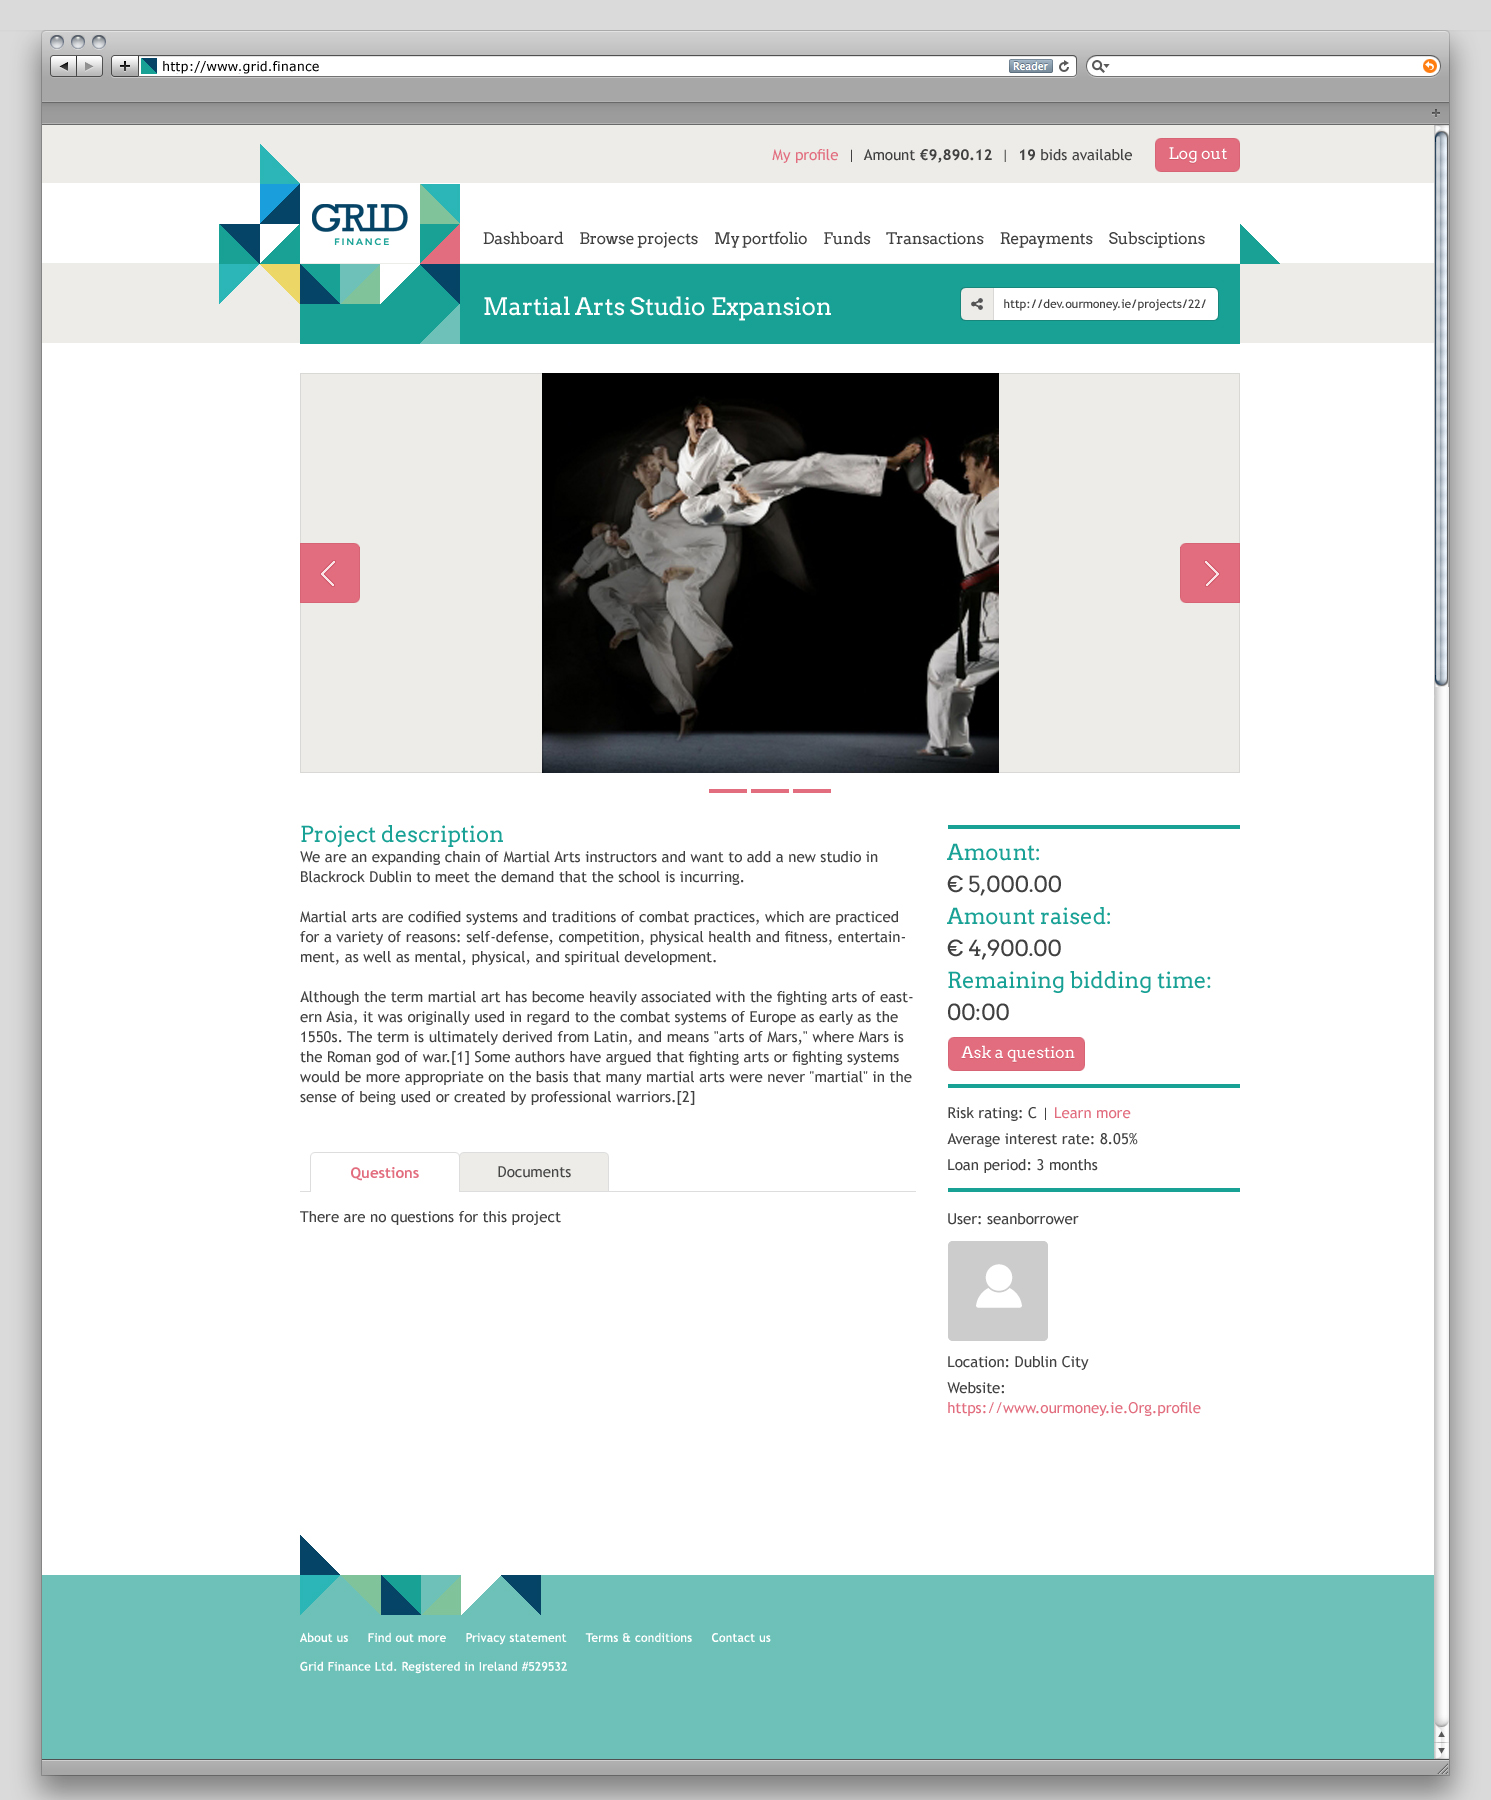 http://www.grid.finance
Reader
My profile | Amount €9,890.12 | 19 bids available
Log out
GRID
FINANCE
Dashboard Browse projects My portfolio Funds Transactions Repayments Subsciptions
Martial Arts Studio Expansion
http://dev.ourmoney.ie/projects/22/
Project description
We are an expanding chain of Martial Arts instructors and want to add a new studio in
Blackrock Dublin to meet the demand that the school is incurring.
Martial arts are codified systems and traditions of combat practices, which are practiced
for a variety of reasons: self-defense, competition, physical health and fitness, entertain-
ment, as well as mental, physical, and spiritual development.
Although the term martial art has become heavily associated with the fighting arts of east-
ern Asia, it was originally used in regard to the combat systems of Europe as early as the
1550s. The term is ultimately derived from Latin, and means "arts of Mars," where Mars is
the Roman god of war.[1] Some authors have argued that fighting arts or fighting systems
would be more appropriate on the basis that many martial arts were never "martial" in the
sense of being used or created by professional warriors.[2]
Questions
Documents
There are no questions for this project
Amount:
€ 5,000.00
Amount raised:
€ 4,900.00
Remaining bidding time:
00:00
Ask a question
Risk rating: C | Learn more
Average interest rate: 8.05%
Loan period: 3 months
User: seanborrower
Location: Dublin City
Website:
https://www.ourmoney.ie.Org.profile
About us Find out more Privacy statement Terms & conditions Contact us
Grid Finance Ltd. Registered in Ireland #529532